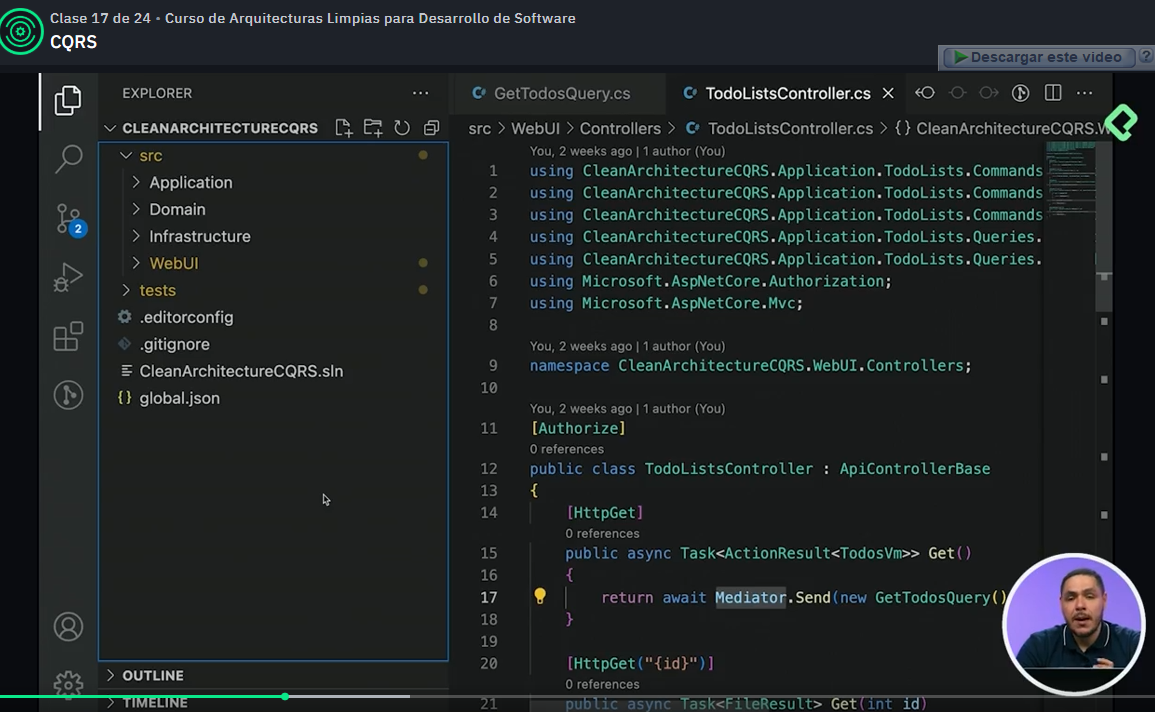 Clase 17 de 24 • Curso de Arquitecturas Limpias para Desarrollo de Software
CQRS
Descargar este video ?
EXPLORER
CLEANARCHITECTURECQRS
src
Application
Domain
Infrastructure
WebUI
tests
.editorconfig
.gitignore
CleanArchitectureCQRS.sln
{} global.json
OUTLINE
TIMELINE
2
GetTodosQuery.cs
TodoListsController.cs
src > WebUI > Controllers > TodoListsController.cs > {} CleanArchitectureCQRS.W
You, 2 weeks ago | 1 author (You)
1 using CleanArchitectureCQRS.Application.TodoLists.Commands
2 using CleanArchitectureCQRS.Application.TodoLists.Commands
3 using CleanArchitectureCQRS.Application.TodoLists.Commands
4 using CleanArchitectureCQRS.Application.TodoLists.Queries.
5 using CleanArchitectureCQRS.Application.TodoLists.Queries.
6 using Microsoft.AspNetCore.Authorization;
7 using Microsoft.AspNetCore.Mvc;
8
You, 2 weeks ago | 1 author (You)
9 namespace CleanArchitectureCQRS.WebUI.Controllers;
10
You, 2 weeks ago | 1 author (You)
11 [Authorize]
0 references
12 public class TodoListsController : ApiControllerBase
13 {
14 [HttpGet]
0 references
15 public async Task<ActionResult<TodosVm>> Get()
16 {
17 return await Mediator.Send(new GetTodosQuery()
18 }
19
20 [HttpGet("{id}")]
0 references
21 public async Task<FileResult> Get(int id)